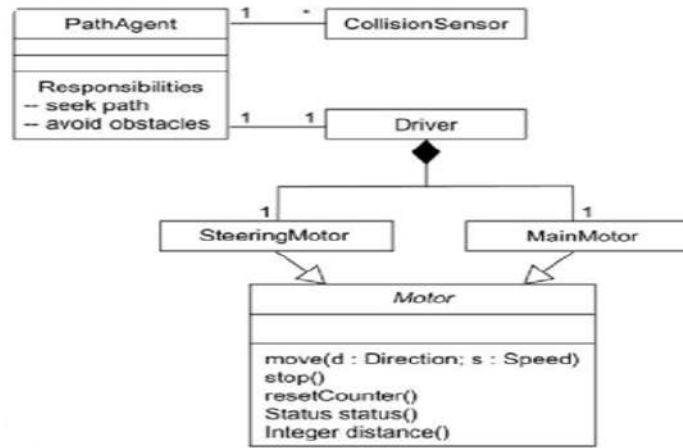 PathAgent
1
*
CollisionSensor
Responsibilities
-- seek path
-- avoid obstacles
1
1
Driver
1
1
SteeringMotor
MainMotor
Motor
move(d : Direction; s : Speed)
stop()
resetCounter()
Status status()
Integer distance()